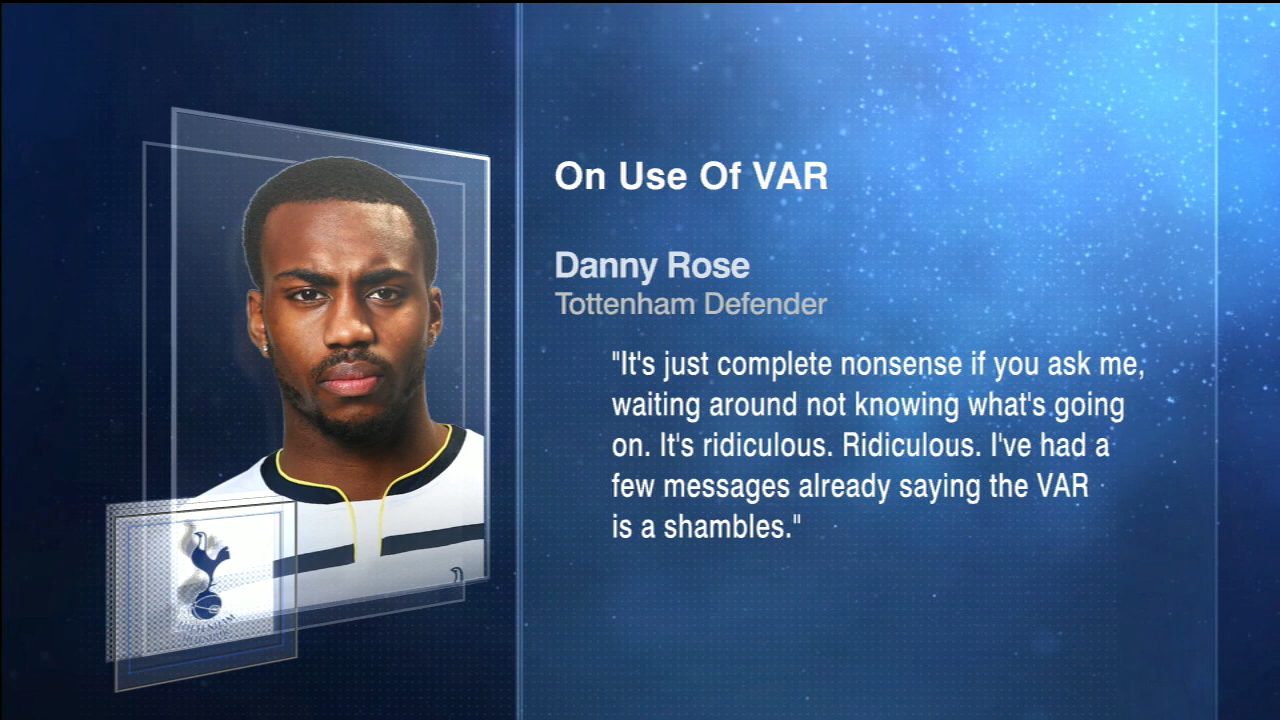 On Use Of VAR
Danny Rose
Tottenham Defender
"It's just complete nonsense if you ask me,
waiting around not knowing what's going
on. It's ridiculous. Ridiculous. I've had a
few messages already saying the VAR
is a shambles."